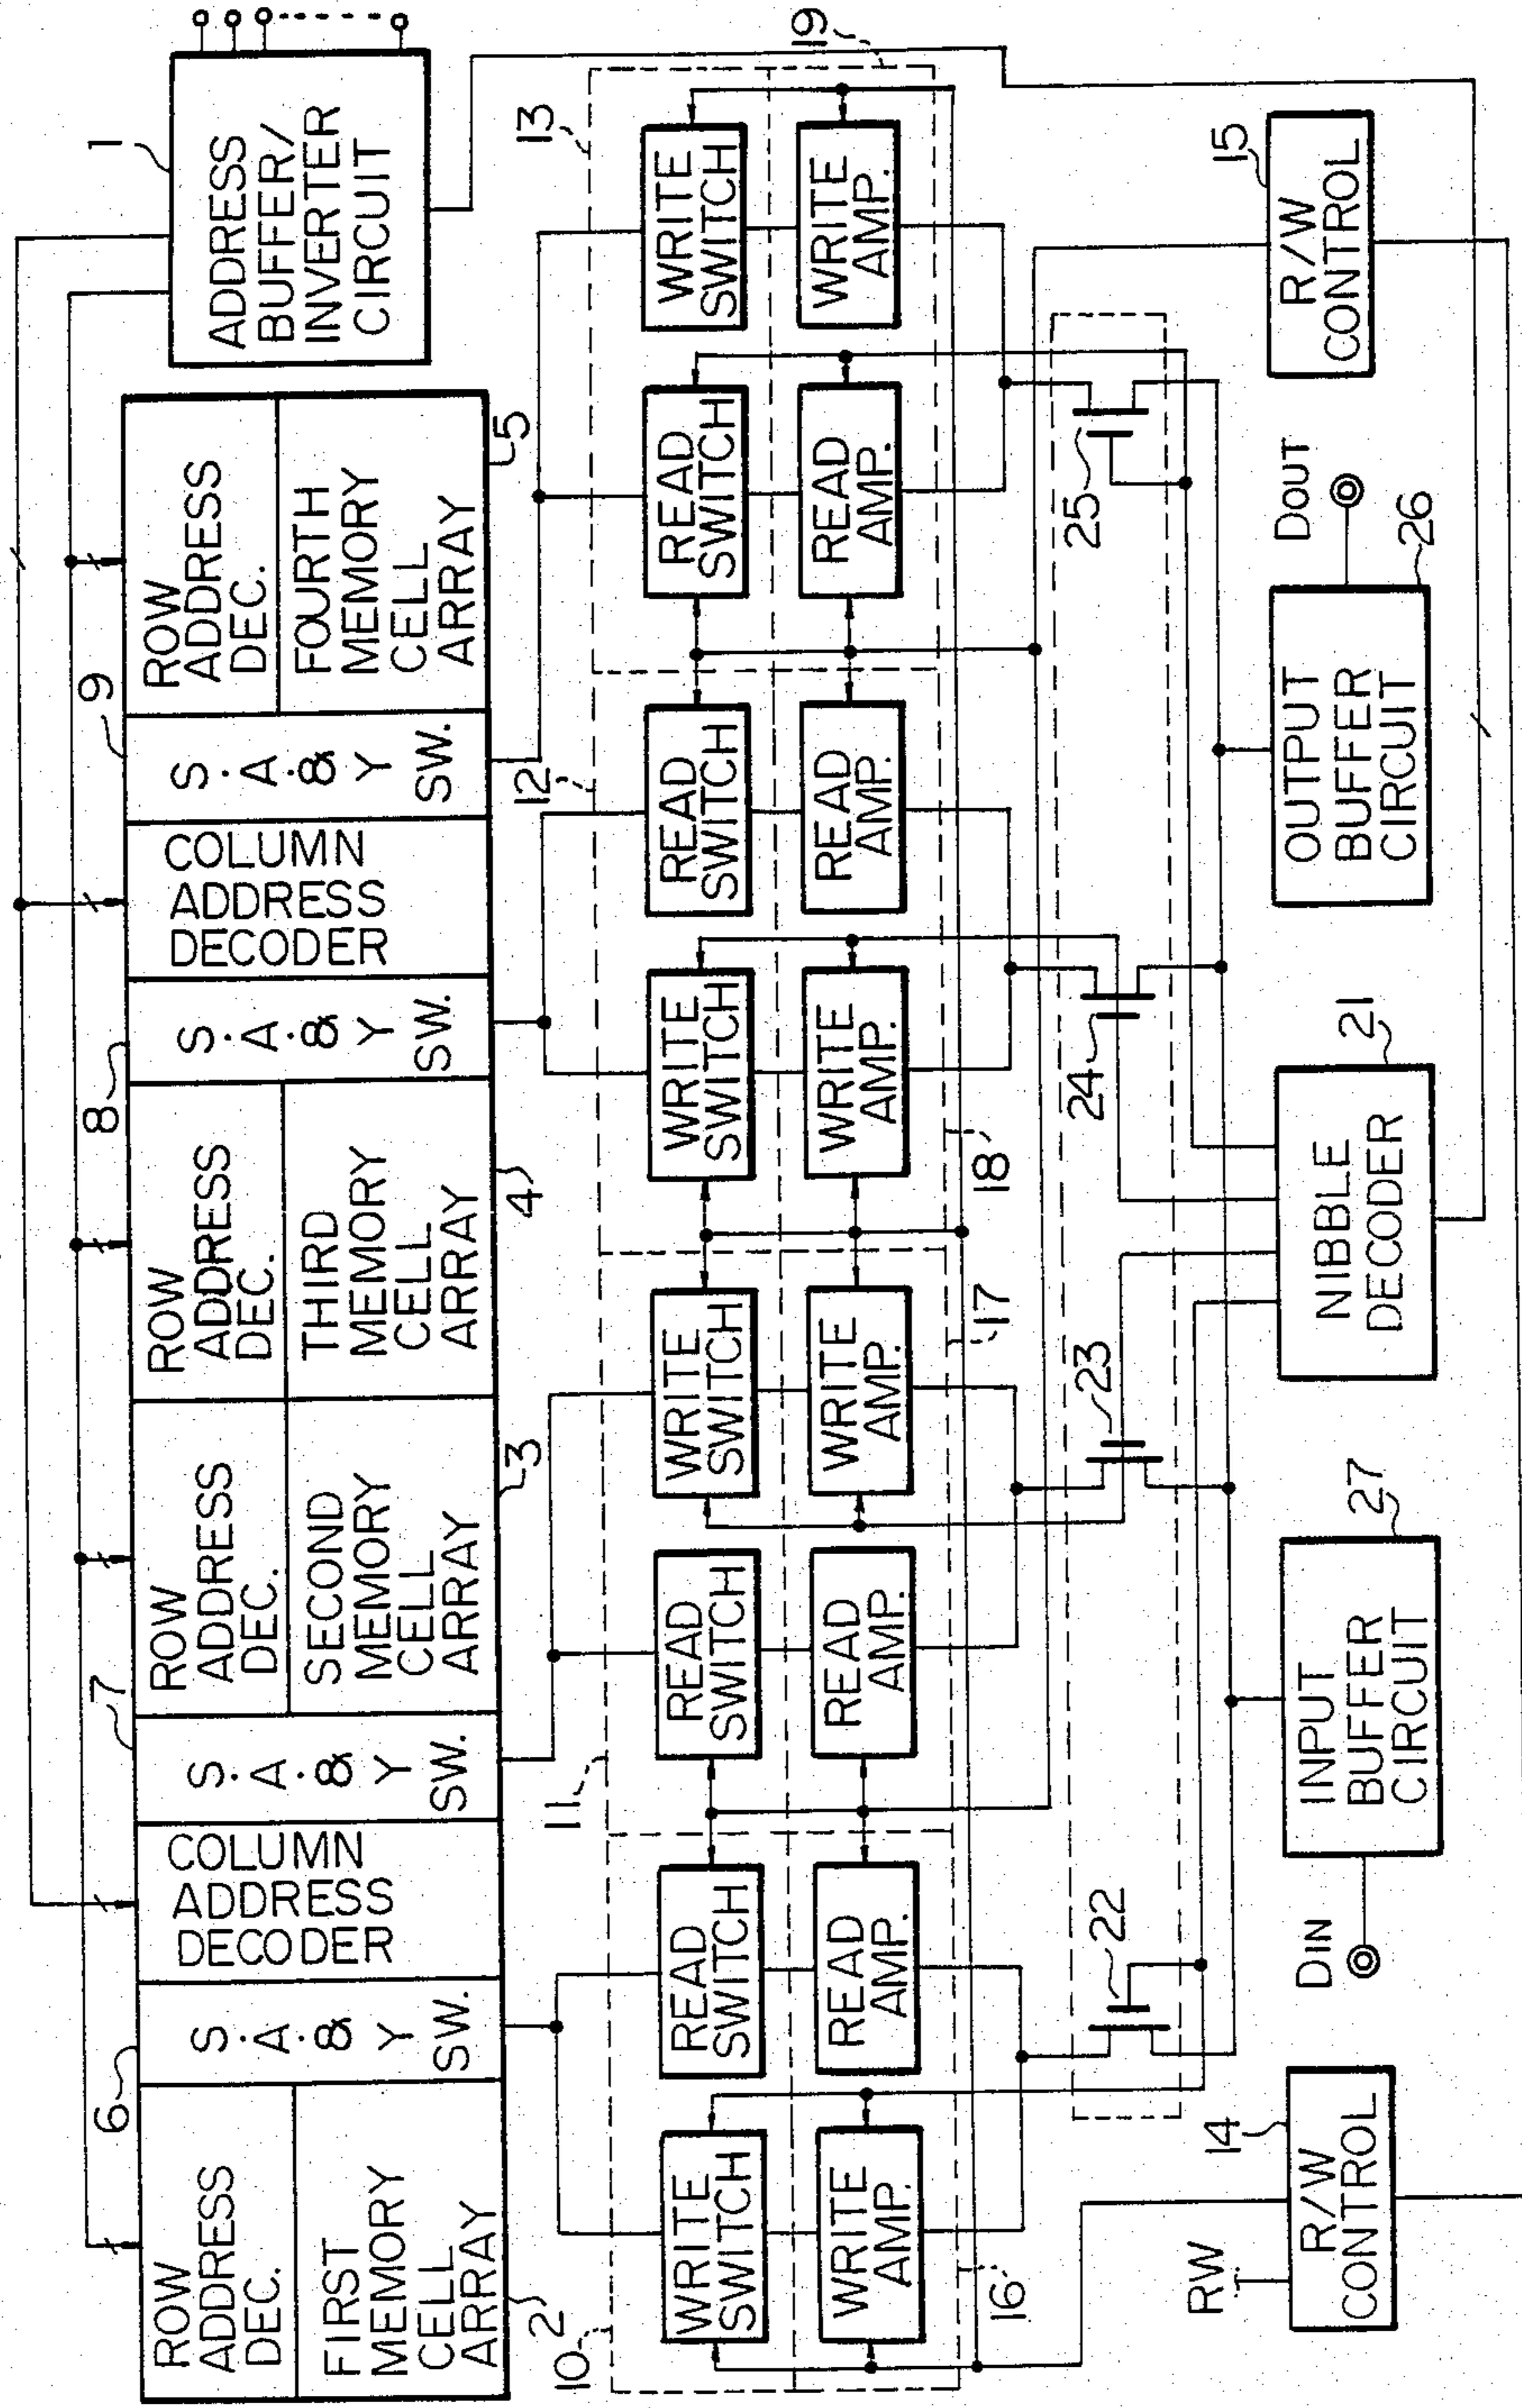 1
ADDRESS
BUFFER/
INVERTER
CIRCUIT
6
7
8
9
ROW
ADDRESS
DEC.
FIRST
MEMORY
CELL
ARRAY
2
S.A.& Y
SW.
COLUMN
ADDRESS
DECODER
S.A.& Y
SW.
ROW
ADDRESS
DEC.
SECOND
MEMORY
CELL
ARRAY
3
ROW
ADDRESS
DEC.
THIRD
MEMORY
CELL
ARRAY
4
S.A.& Y
SW.
COLUMN
ADDRESS
DECODER
S.A.& Y
SW.
ROW
ADDRESS
DEC.
FOURTH
MEMORY
CELL
ARRAY
5
10
11
12
13
WRITE
SWITCH
READ
SWITCH
READ
SWITCH
WRITE
SWITCH
WRITE
SWITCH
READ
SWITCH
READ
SWITCH
WRITE
SWITCH
WRITE
AMP.
READ
AMP.
READ
AMP.
WRITE
AMP.
WRITE
AMP.
READ
AMP.
READ
AMP.
WRITE
AMP.
16
17
18
19
22
23
24
25
RW
14
R/W
CONTROL
DIN
INPUT
BUFFER
CIRCUIT
27
NIBBLE
DECODER
21
OUTPUT
BUFFER
CIRCUIT
26
DOUT
15
R/W
CONTROL